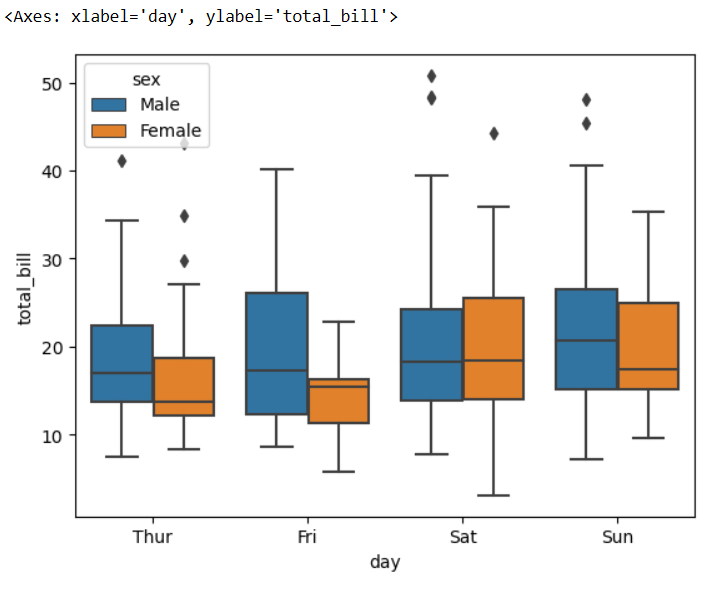 <Axes: xlabel='day', ylabel='total_bill'>
sex
Male
Female
50
40
30
20
10
total_bill
Thur
Fri
Sat
Sun
day